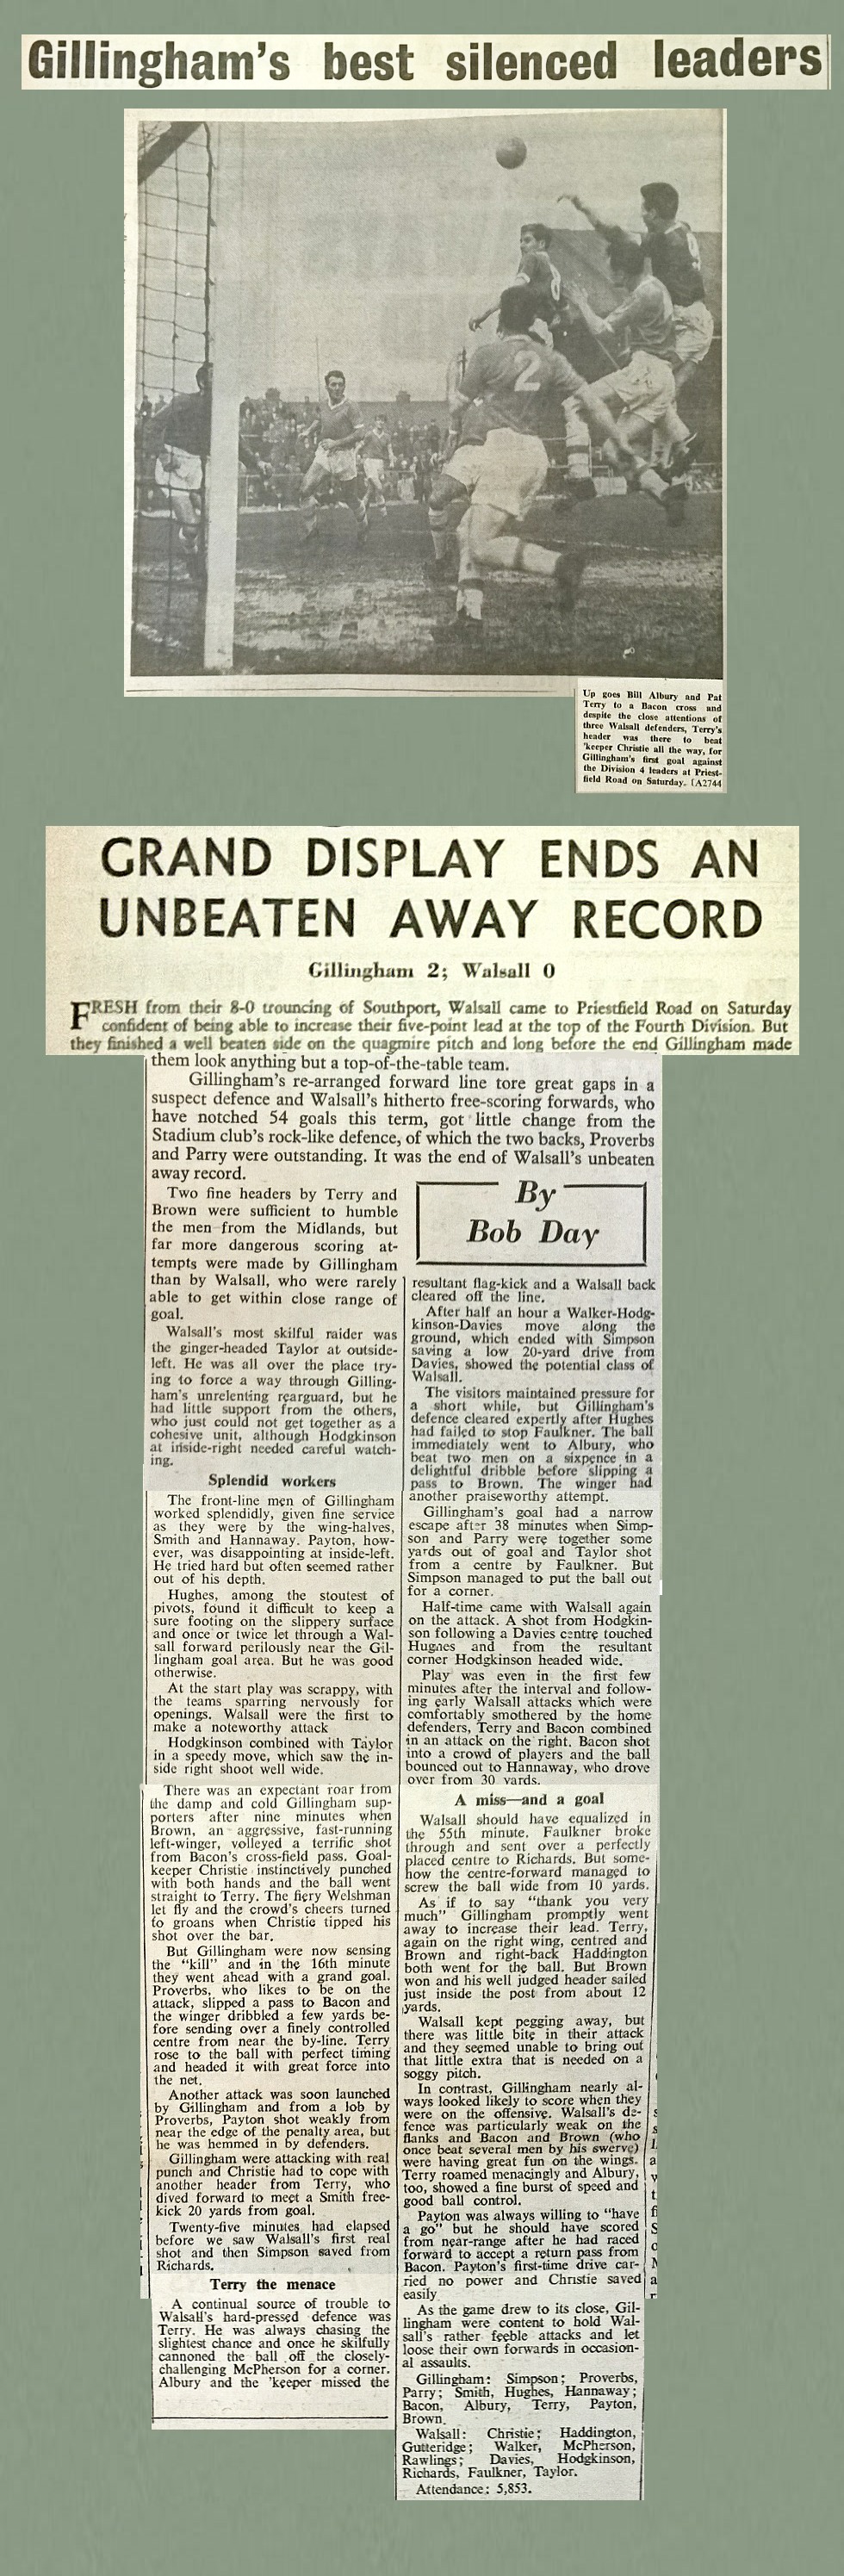 Gillingham's best silenced leaders
9
8
2
Up goes Bill Albury and Pat
Terry to a Bacon cross and
despite the close attentions of
three Walsall defenders, Terry's
header was there to beat
'keeper Christie all the way, for
Gillingham's first goal against
the Division 4 leaders at Priest-
field Road on Saturday. [A2744
GRAND DISPLAY ENDS AN
UNBEATEN AWAY RECORD
Gillingham 2; Walsall 0
FRESH from their 8-0 trouncing of Southport, Walsall came to Priestfield Road on Saturday
confident of being able to increase their five-point lead at the top of the Fourth Division. But
they finished a well beaten side on the quagmire pitch and long before the end Gillingham made
them look anything but a top-of-the-table team.
Gillingham's re-arranged forward line tore great gaps in a
suspect defence and Walsall's hitherto free-scoring forwards, who
have notched 54 goals this term, got little change from the
Stadium club's rock-like defence, of which the two backs, Proverbs
and Parry were outstanding. It was the end of Walsall's unbeaten
away record.
By
Bob Day
Two fine headers by Terry and
Brown were sufficient to humble
the men from the Midlands, but
far more dangerous scoring at-
tempts were made by Gillingham
than by Walsall, who were rarely
able to get within close range of
goal.
Walsall's most skilful raider was
the ginger-headed Taylor at outside-
left. He was all over the place try-
ing to force a way through Gilling-
ham's unrelenting rearguard, but he
had little support from the others,
who just could not get together as a
cohesive unit, although Hodgkinson
at inside-right needed careful watch-
ing.
Splendid workers
The front-line men of Gillingham
worked splendidly, given fine service
as they were by the wing-halves,
Smith and Hannaway. Payton, how-
ever, was disappointing at inside-left.
He tried hard but often seemed rather
out of his depth.
Hughes, among the stoutest of
pivots, found it difficult to keep a
sure footing on the slippery surface
and once or twice let through a Wal-
sall forward perilously near the Gil-
lingham goal area. But he was good
otherwise.
At the start play was scrappy, with
the teams sparring nervously for
openings. Walsall were the first to
make a noteworthy attack
Hodgkinson combined with Taylor
in a speedy move, which saw the in-
side right shoot well wide.
There was an expectant roar from
the damp and cold Gillingham sup-
porters after nine minutes when
Brown, an aggressive, fast-running
left-winger, volleyed a terrific shot
from Bacon's cross-field pass. Goal-
keeper Christie instinctively punched
with both hands and the ball went
straight to Terry. The fiery Welshman
let fly and the crowd's cheers turned
to groans when Christie tipped his
shot over the bar.
But Gillingham were now sensing
the "kill" and in the 16th minute
they went ahead with a grand goal.
Proverbs, who likes to be on the
attack, slipped a pass to Bacon and
the winger dribbled a few yards be-
fore sending over a finely controlled
centre from near the by-line. Terry
rose to the ball with perfect timing
and headed it with great force into
the net.
Another attack was soon launched
by Gillingham and from a lob by
Proverbs, Payton shot weakly from
near the edge of the penalty area, but
he was hemmed in by defenders.
Gillingham were attacking with real
punch and Christie had to cope with
another header from Terry, who
dived forward to meet a Smith free-
kick 20 yards from goal.
Twenty-five minutes had elapsed
before we saw Walsall's first real
shot and then Simpson saved from
Richards.
Terry the menace
A continual source of trouble to
Walsall's hard-pressed defence was
Terry. He was always chasing the
slightest chance and once he skilfully
cannoned the ball off the closely-
challenging McPherson for a corner.
Albury and the 'keeper missed the
resultant flag-kick and a Walsall back
cleared off the line.
After half an hour a Walker-Hodg-
kinson-Davies move along the
ground, which ended with Simpson
saving a low 20-yard drive from
Davies, showed the potential class of
Walsall.
The visitors maintained pressure for
a short while, but Gillingham's
defence cleared expertly after Hughes
had failed to stop Faulkner. The ball
immediately went to Albury, who
beat two men on a sixpence in a
delightful dribble before slipping a
pass to Brown. The winger had
another praiseworthy attempt.
Gillingham's goal had a narrow
escape after 38 minutes when Simp-
son and Parry were together some
yards out of goal and Taylor shot
from a centre by Faulkner. But
Simpson managed to put the ball out
for a corner.
Half-time came with Walsall again
on the attack. A shot from Hodgkin-
son following a Davies centre touched
Hughes and from the resultant
corner Hodgkinson headed wide.
Play was even in the first few
minutes after the interval and follow-
ing early Walsall attacks which were
comfortably smothered by the home
defenders, Terry and Bacon combined
in an attack on the right. Bacon shot
into a crowd of players and the ball
bounced out to Hannaway, who drove
over from 30 yards.
A miss—and a goal
Walsall should have equalized in
the 55th minute. Faulkner broke
through and sent over a perfectly
placed centre to Richards. But some-
how the centre-forward managed to
screw the ball wide from 10 yards.
As if to say "thank you very
much" Gillingham promptly went
away to increase their lead. Terry,
again on the right wing, centred and
Brown and right-back Haddington
both went for the ball. But Brown
won and his well judged header sailed
just inside the post from about 12
yards.
Walsall kept pegging away, but
there was little bite in their attack
and they seemed unable to bring out
that little extra that is needed on a
soggy pitch.
In contrast, Gillingham nearly al-
ways looked likely to score when they
were on the offensive. Walsall's de-
fence was particularly weak on the
flanks and Bacon and Brown (who
once beat several men by his swerve)
were having great fun on the wings.
Terry roamed menacingly and Albury,
too, showed a fine burst of speed and
good ball control.
Payton was always willing to "have
a go" but he should have scored
from near-range after he had raced
forward to accept a return pass from
Bacon. Payton's first-time drive car-
ried no power and Christie saved
easily.
As the game drew to its close, Gil-
lingham were content to hold Wal-
sall's rather feeble attacks and let
loose their own forwards in occasion-
al assaults.
Gillingham: Simpson; Proverbs,
Parry; Smith, Hughes, Hannaway;
Bacon, Albury, Terry, Payton,
Brown.
Walsall: Christie; Haddington,
Gutteridge; Walker, McPherson,
Rawlings; Davies, Hodgkinson,
Richards, Faulkner, Taylor.
Attendance: 5,853.